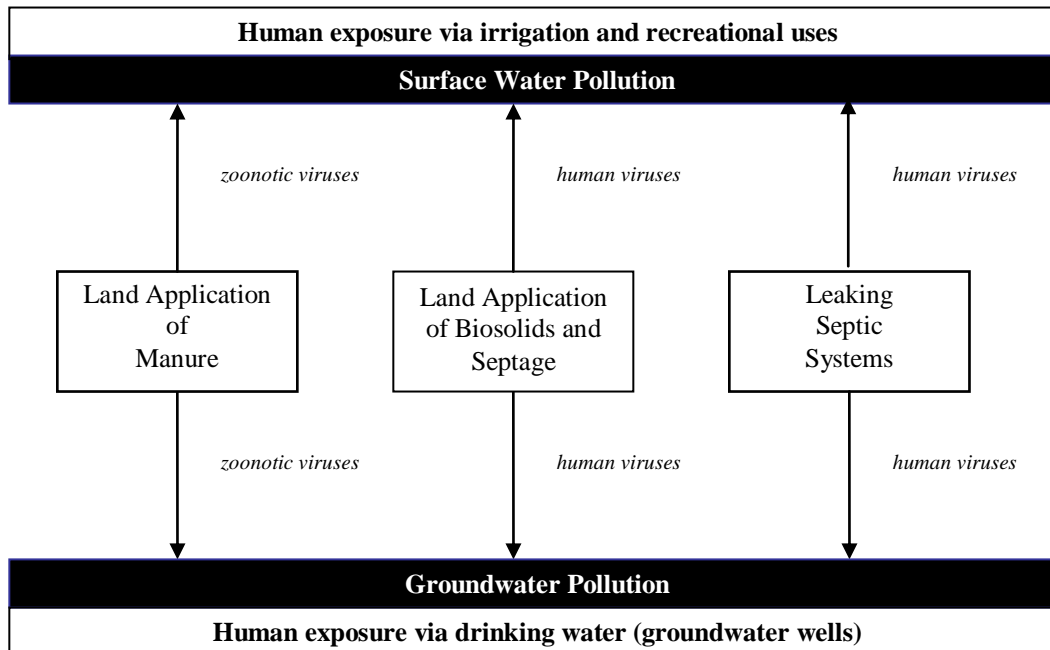 Human exposure via irrigation and recreational uses
Surface Water Pollution
zoonotic viruses
human viruses
human viruses
Land Application
of
Manure
Land Application
of Biosolids and
Septage
Leaking
Septic
Systems
zoonotic viruses
human viruses
human viruses
Groundwater Pollution
Human exposure via drinking water (groundwater wells)